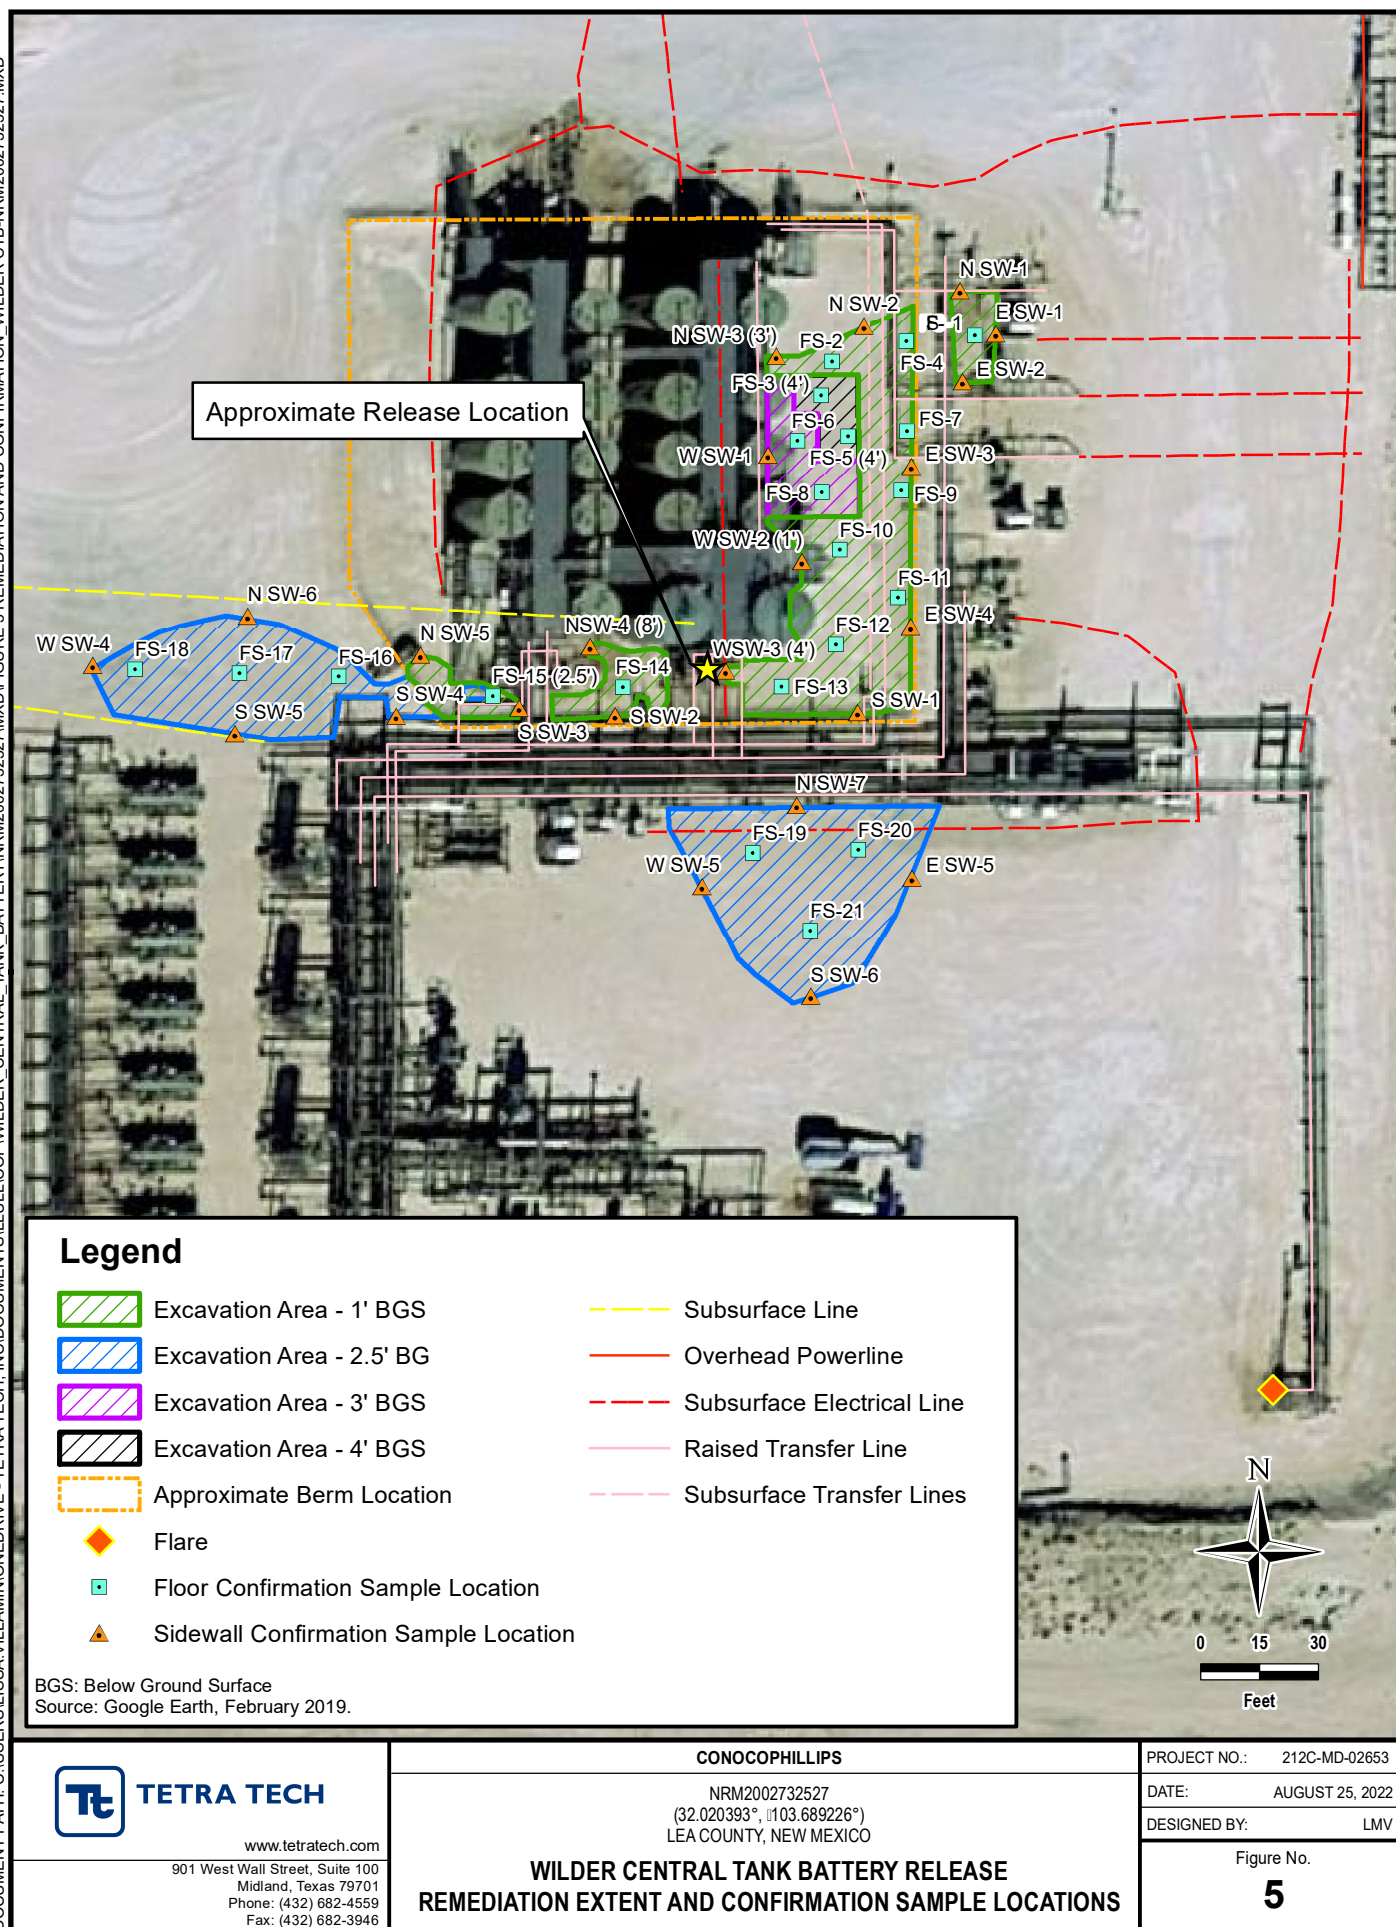 N SW-1
N SW-2
FS-1
E SW-1
N SW-3 (3')
FS-2
FS-4
E SW-2
FS-3 (4')
Approximate Release Location
FS-6
FS-7
W SW-1
FS-5 (4')
E SW-3
FS-8
FS-9
W SW-2 (1')
FS-10
FS-11
N SW-6
E SW-4
NSW-4 (8')
FS-12
W SW-4
N SW-5
WSW-3 (4')
FS-18
FS-17
FS-16
FS-15 (2.5')
FS-14
FS-13
S SW-4
S SW-1
S SW-5
S SW-3
S SW-2
N SW-7
FS-19
FS-20
W SW-5
E SW-5
FS-21
S SW-6
Legend
Excavation Area - 1' BGS
Excavation Area - 2.5' BG
Excavation Area - 3' BGS
Excavation Area - 4' BGS
Approximate Berm Location
Flare
Floor Confirmation Sample Location
Sidewall Confirmation Sample Location
Subsurface Line
Overhead Powerline
Subsurface Electrical Line
Raised Transfer Line
Subsurface Transfer Lines
BGS: Below Ground Surface
Source: Google Earth, February 2019.
N
0 15 30
Feet
Tt TETRA TECH
www.tetratech.com
901 West Wall Street, Suite 100
Midland, Texas 79701
Phone: (432) 682-4559
Fax: (432) 682-3946
CONOCOPHILLIPS
NRM2002732527
(32.020393°, 103.689226°)
LEA COUNTY, NEW MEXICO
WILDER CENTRAL TANK BATTERY RELEASE
REMEDIATION EXTENT AND CONFIRMATION SAMPLE LOCATIONS
PROJECT NO.: 212C-MD-02653
DATE: AUGUST 25, 2022
DESIGNED BY: LMV
Figure No.
5